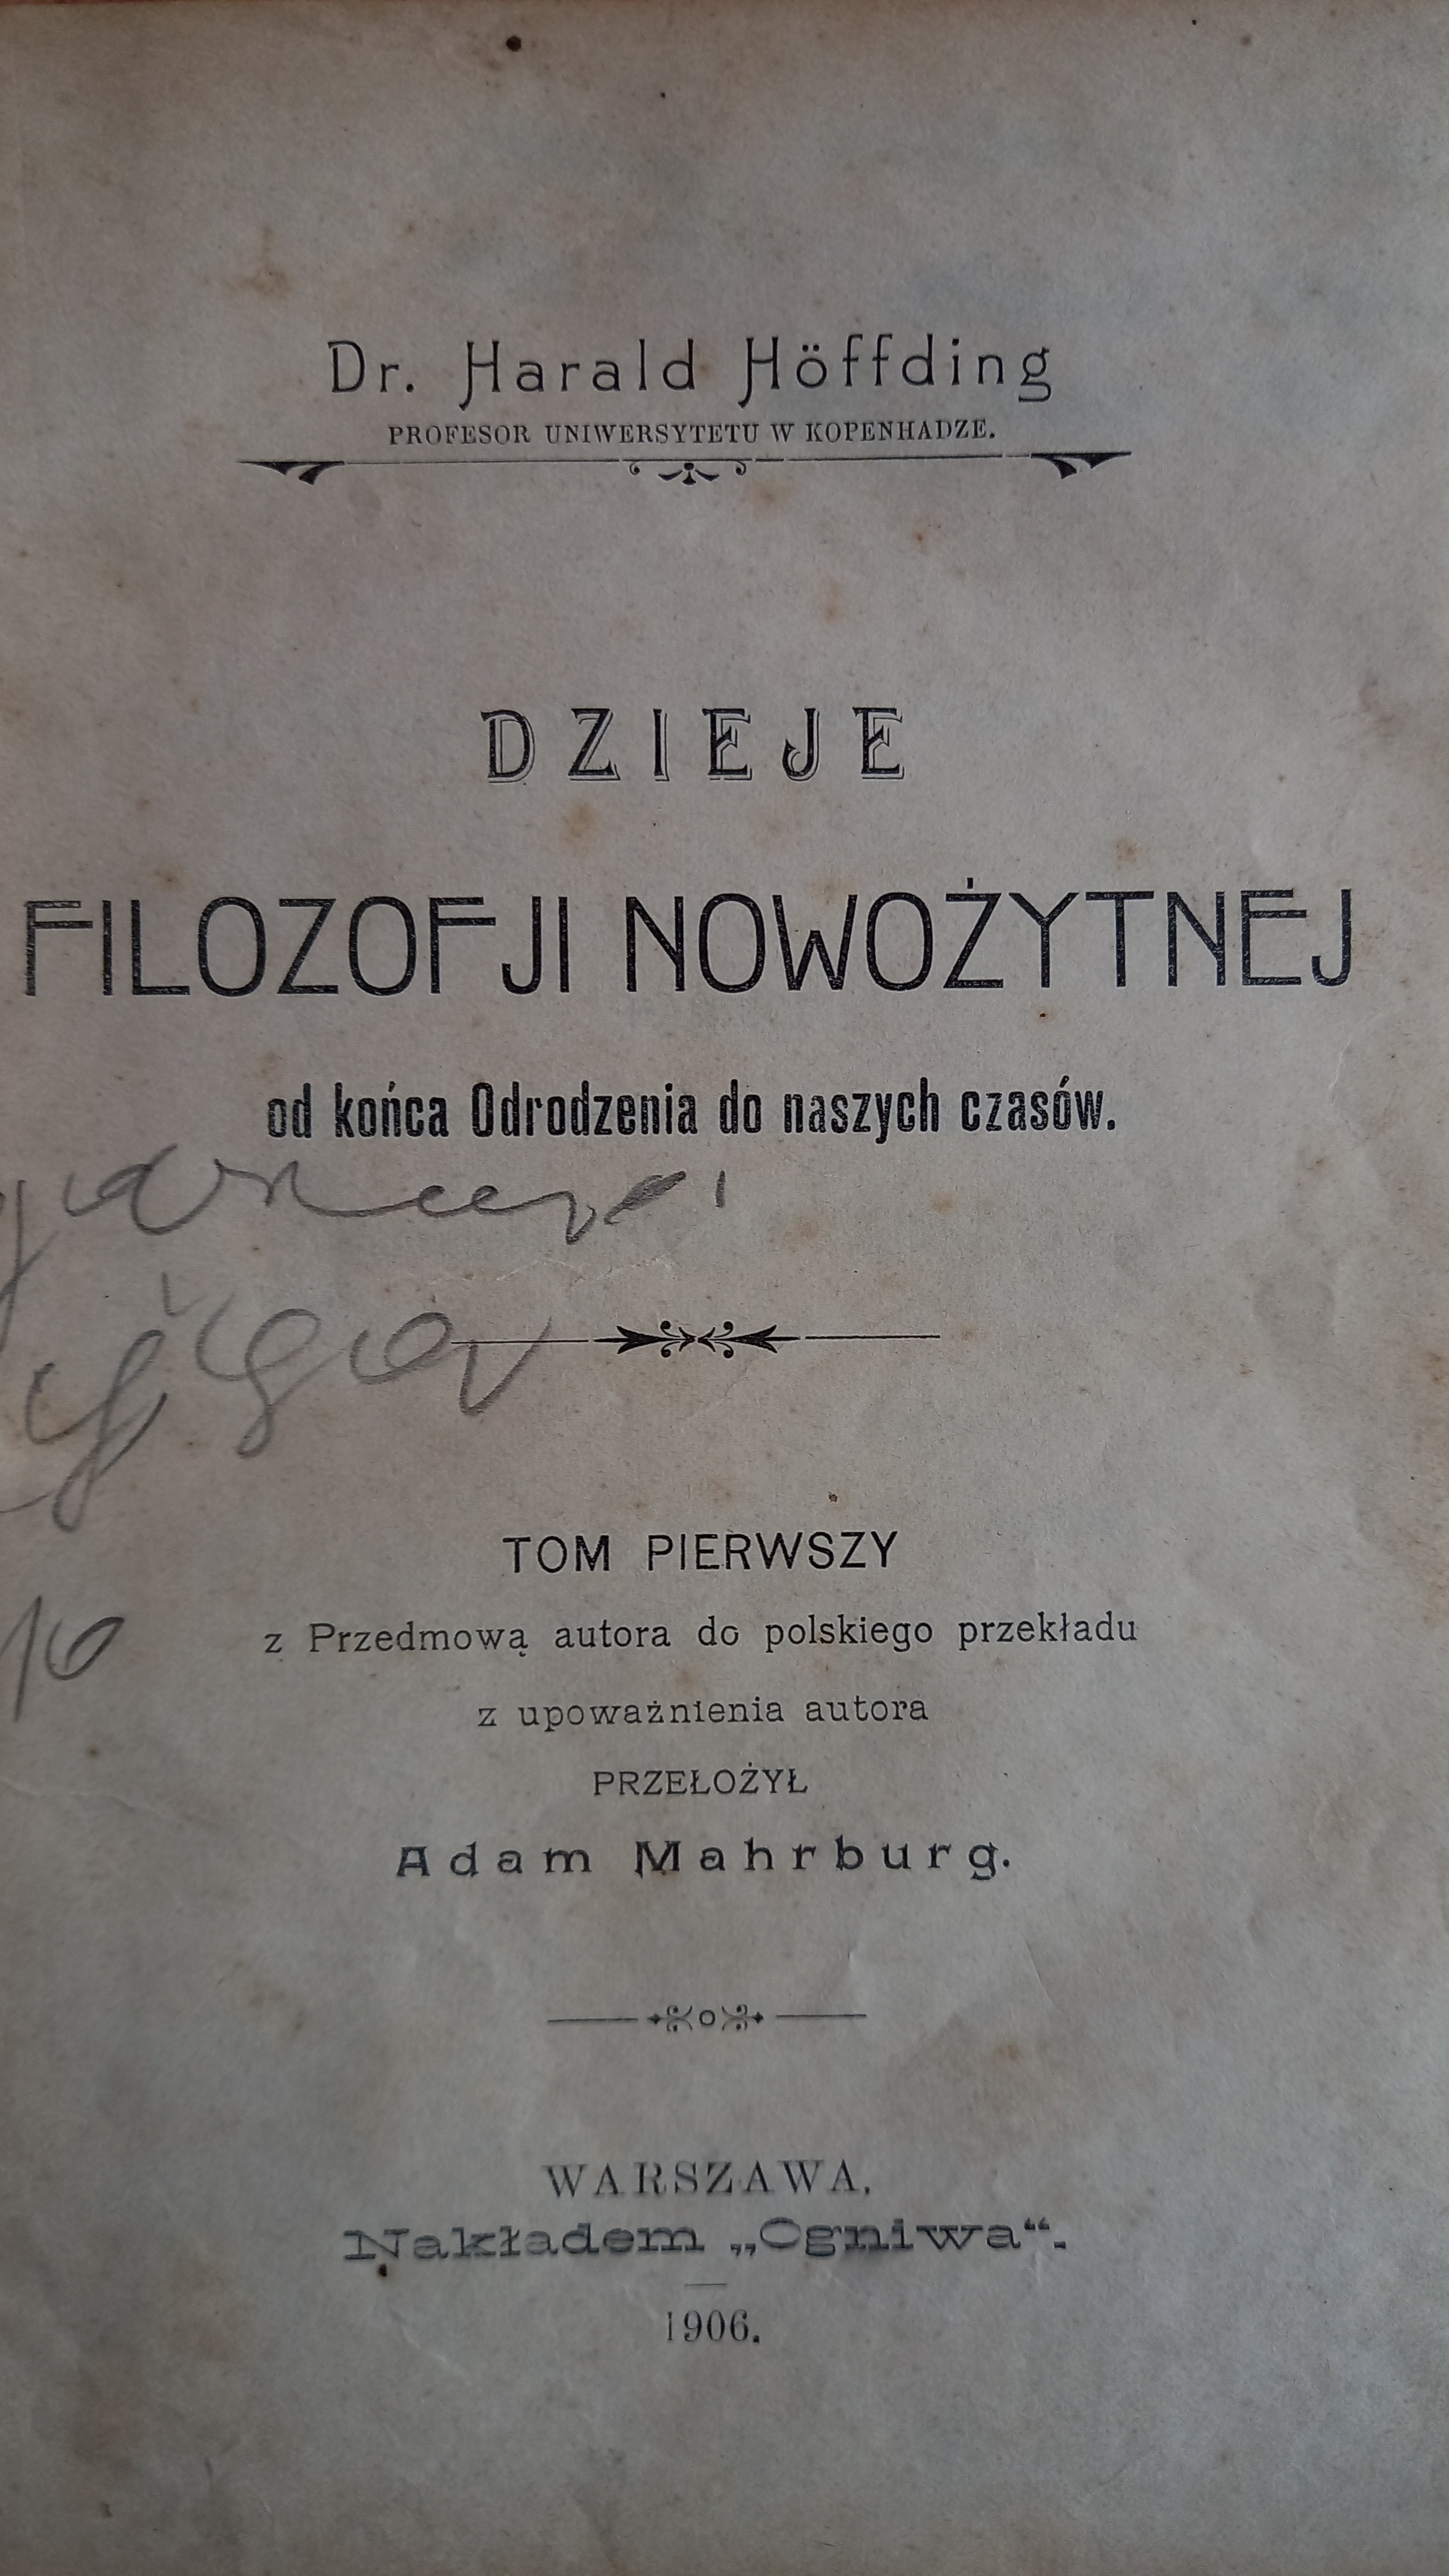 Dr. Harald Höffding
PROFESOR UNIWERSYTETU W KOPENHADZE.
DZIEJE
FILOZOFJI NOWOŻYTNEJ
od końca Odrodzenia do naszych czasów.
TOM PIERWSZY
z Przedmową autora do polskiego przekładu
z upoważnienia autora
PRZEŁOŻYŁ
Adam Mahrburg.
WARSZAWA,
Nakładem „Ogniwa“.
1906.